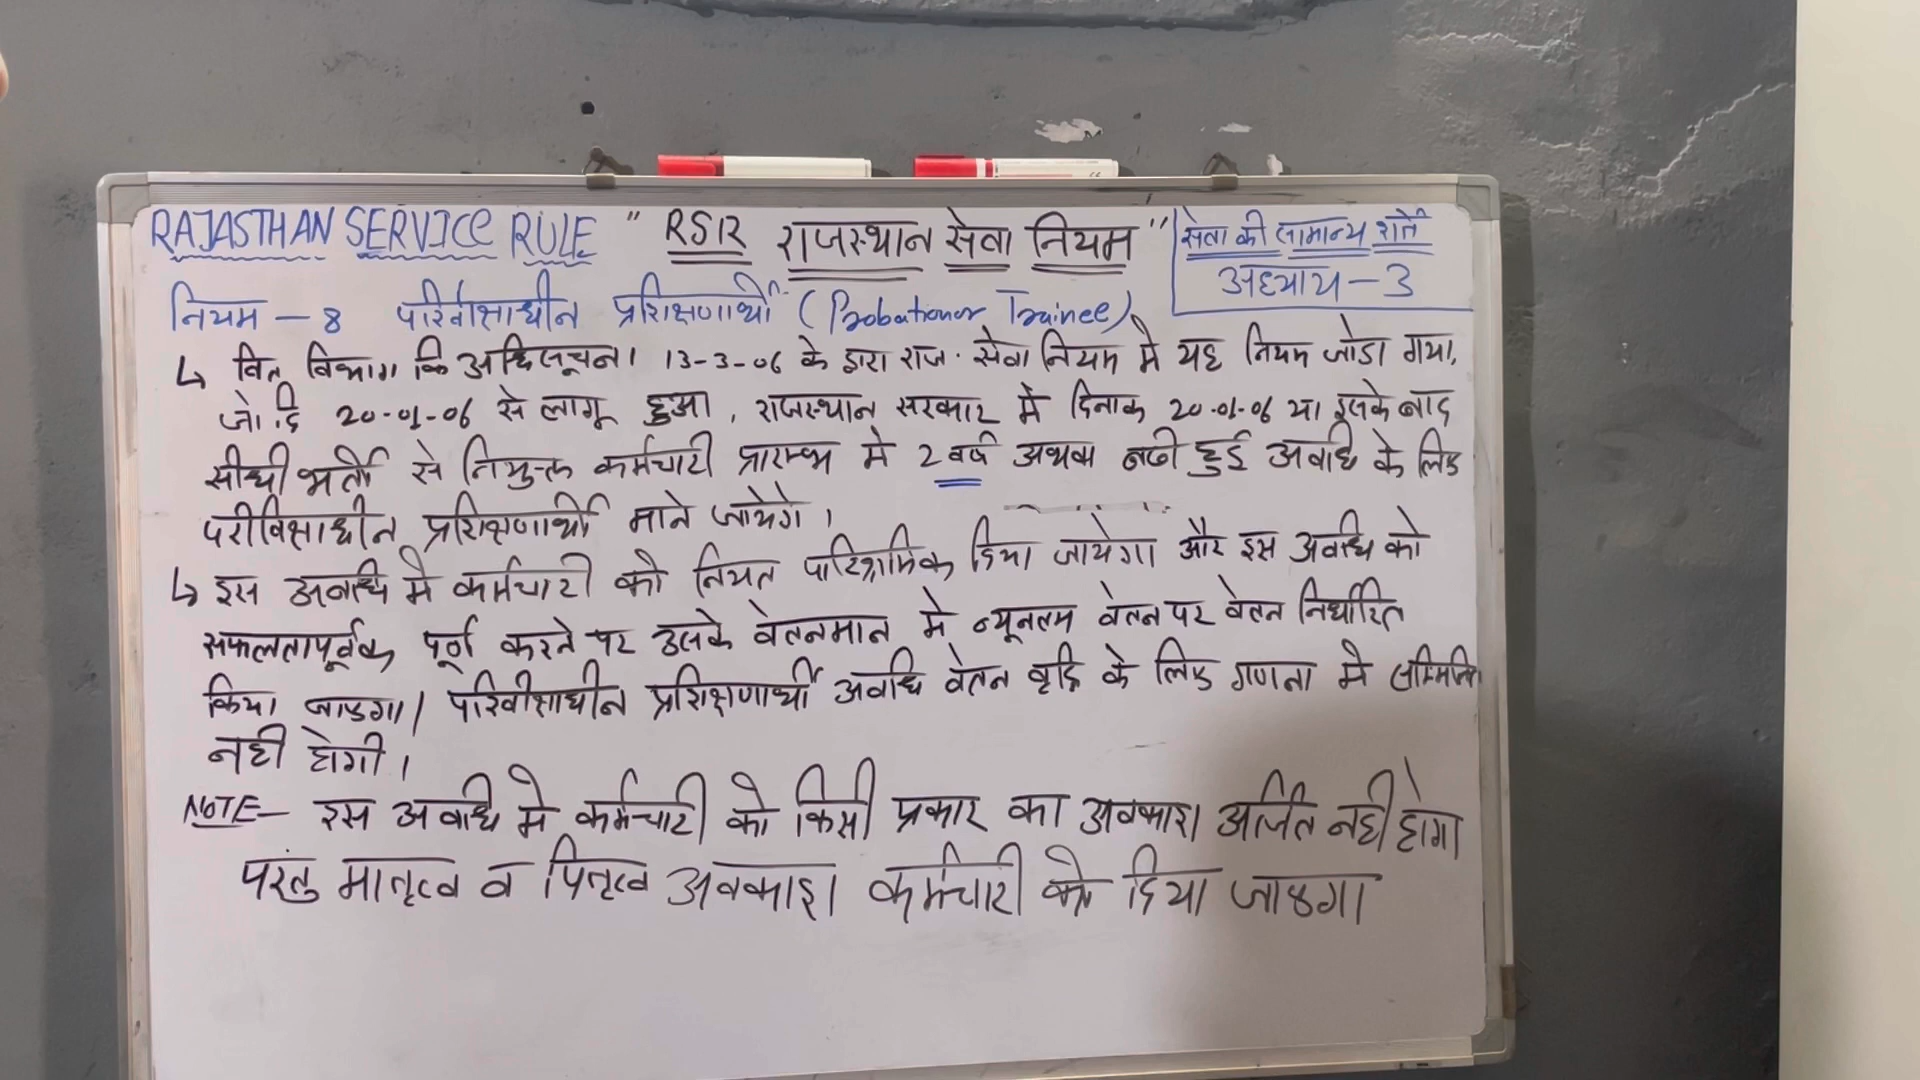 RAJASTHAN SERVICE RULE " RSR राजस्थान सेवा नियम "
सेवा की सामान्य शर्ते
अध्याय - 3
नियम - 8 परिवीक्षाधीन प्रशिक्षणार्थी (Probationor Trainee)
↳ वित्त विभाग कि अधिसूचना 13-3-06 के द्वारा राज. सेवा नियम मे यह नियम जोडा गया,
जो दि 20-01-06 से लागू हुआ, राजस्थान सरकार मे दिनाक 20-01-06 या इसके बाद
सीधी भर्ती से नियुक्त कर्मचारी प्रारम्भ मे 2 वर्ष अथवा बढी हुई अवधि के लिए
परीविक्षाधीन प्रशिक्षणार्थी माने जायेगे।
↳ इस अवधि मे कर्मचारी को नियत पारिश्रामिक दिया जायेगा और इस अवधि को
सफलतापूर्वक पूर्ण करने पर उसके वेतनमान मे न्यूनतम वेतन पर वेतन निर्धारित
किया जाएगा। परिवीक्षाधीन प्रशिक्षणार्थी अवधि वेतन वृद्धि के लिए गणना मे सम्मिलित
नही होगी।
NOTE- इस अवधि मे कर्मचारी को किसी प्रकार का अवकाश अर्जित नही होगा
परंतु मातृत्व व पितृत्व अवकाश कर्मचारी को दिया जाएगा